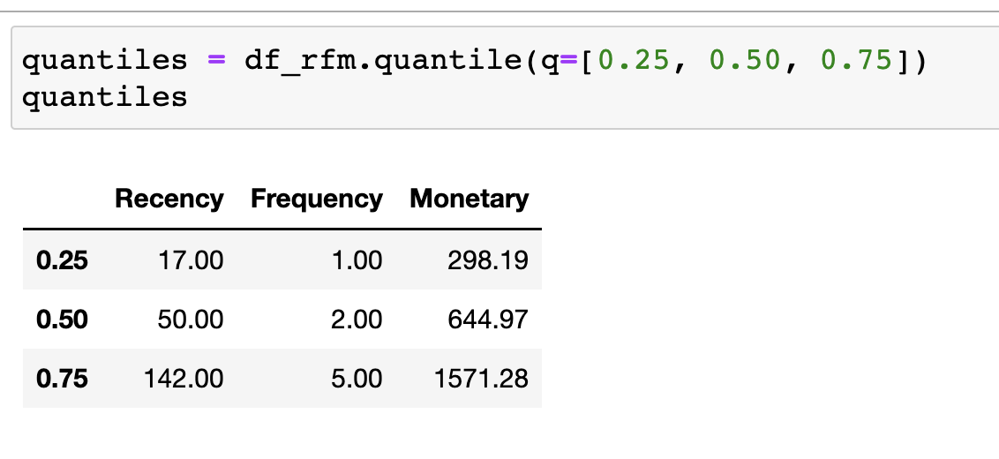 quantiles = df_rfm.quantile(q=[0.25, 0.50, 0.75])
quantiles
Recency Frequency Monetary
0.25 17.00 1.00 298.19
0.50 50.00 2.00 644.97
0.75 142.00 5.00 1571.28